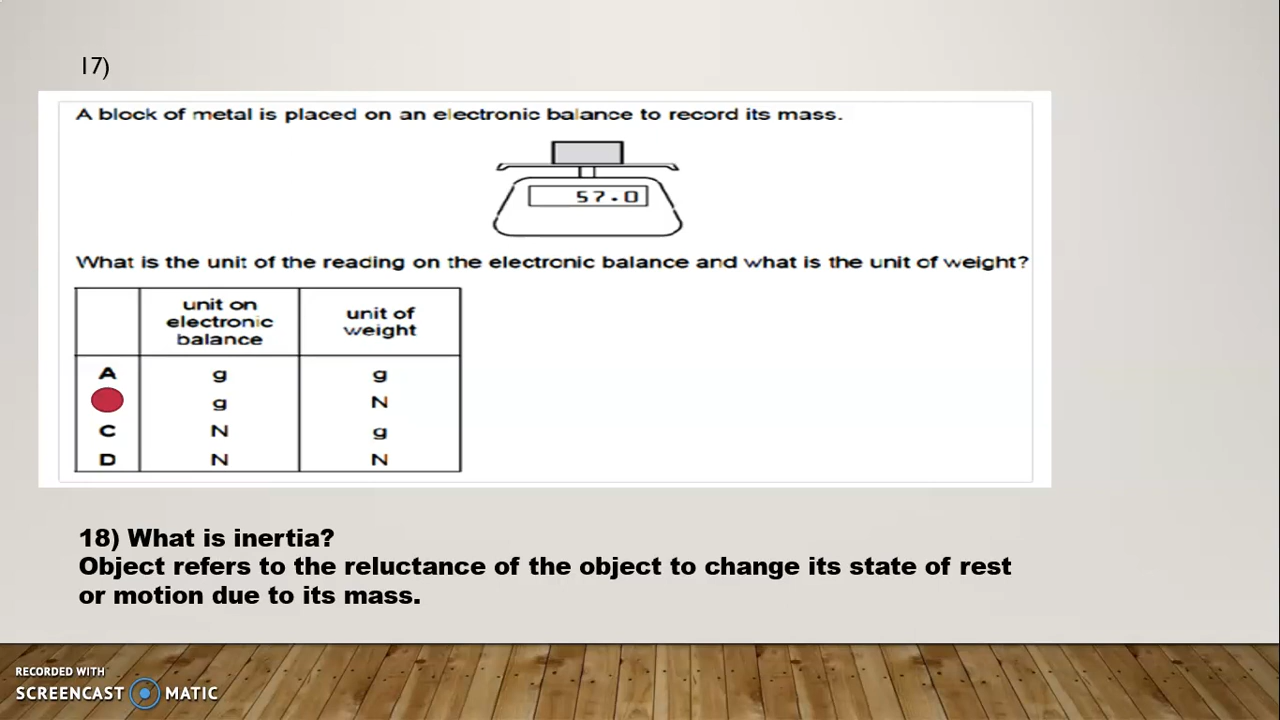 17)
A block of metal is placed on an electronic balance to record its mass.
57.0
What is the unit of the reading on the electronic balance and what is the unit of weight?
unit on electronic balance unit of weight
A g g
g N
C N g
D N N
18) What is inertia?
Object refers to the reluctance of the object to change its state of rest
or motion due to its mass.
RECORDED WITH
SCREENCAST MATIC